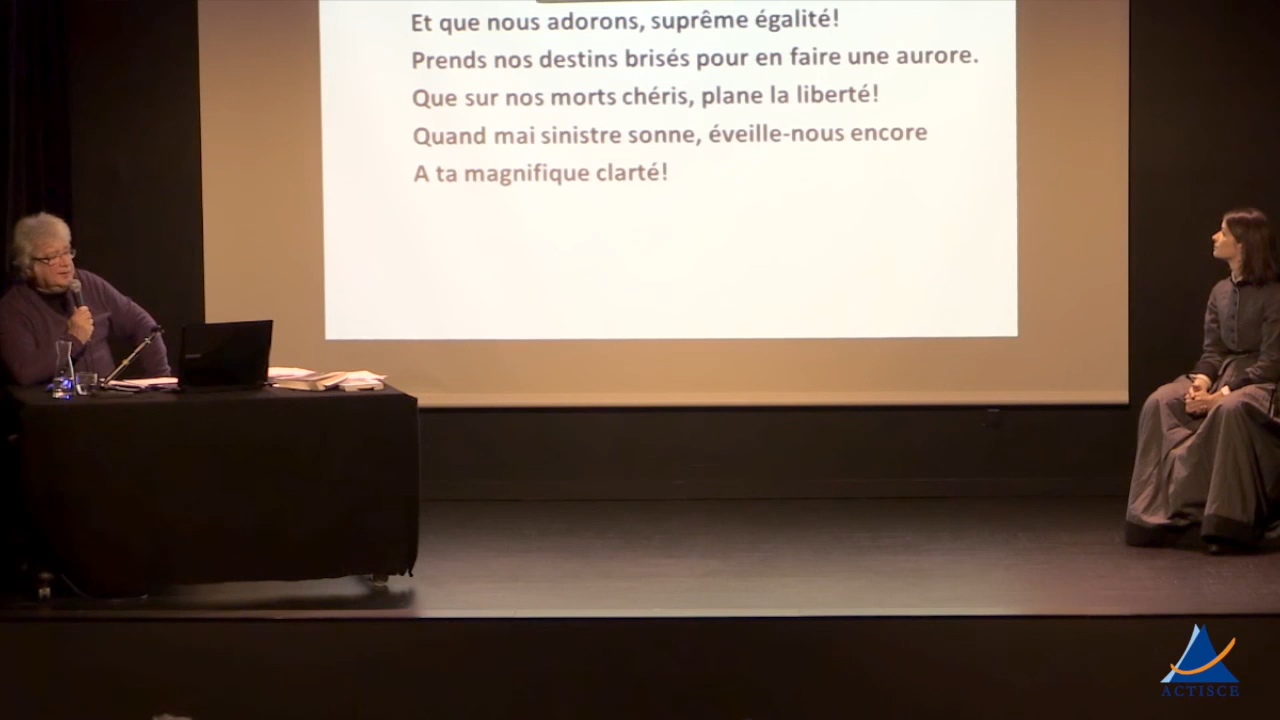 Et que nous adorons, suprême égalité!
Prends nos destins brisés pour en faire une aurore.
Que sur nos morts chéris, plane la liberté!
Quand mai sinistre sonne, éveille-nous encore
A ta magnifique clarté!
ACTISCE